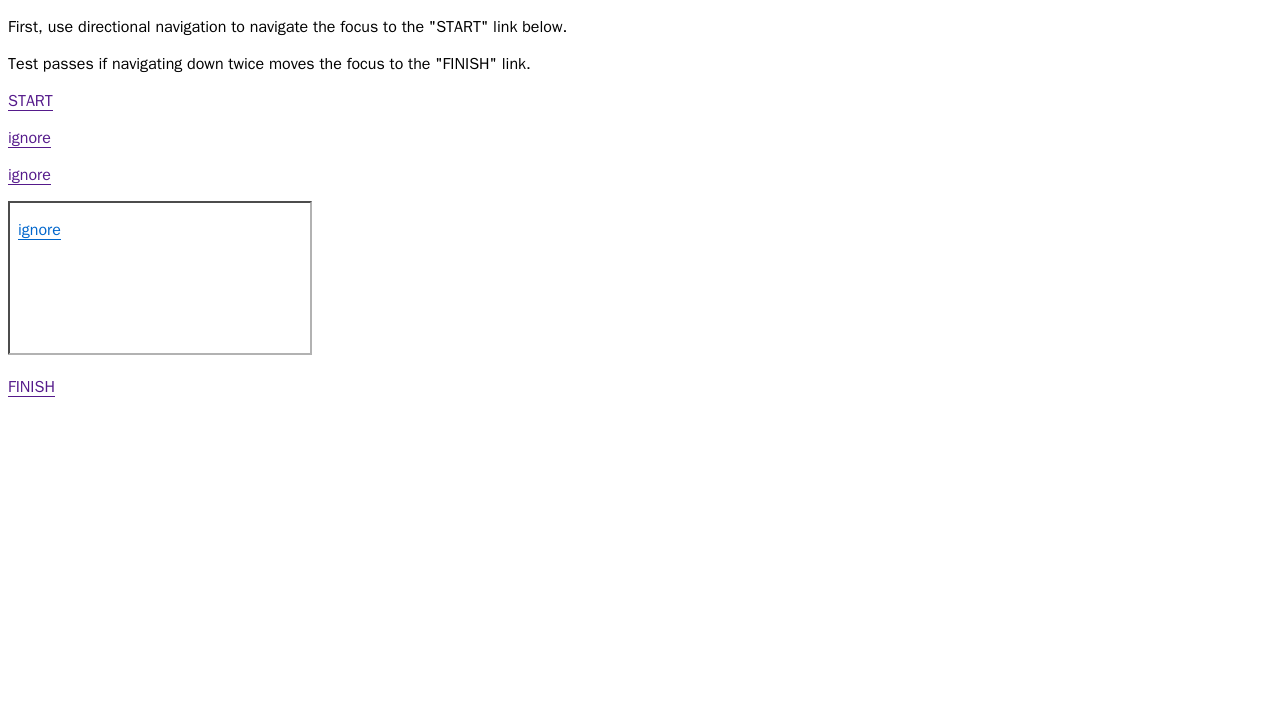 First, use directional navigation to navigate the focus to the "START" link below.
Test passes if navigating down twice moves the focus to the "FINISH" link.
START
ignore
ignore
ignore
FINISH